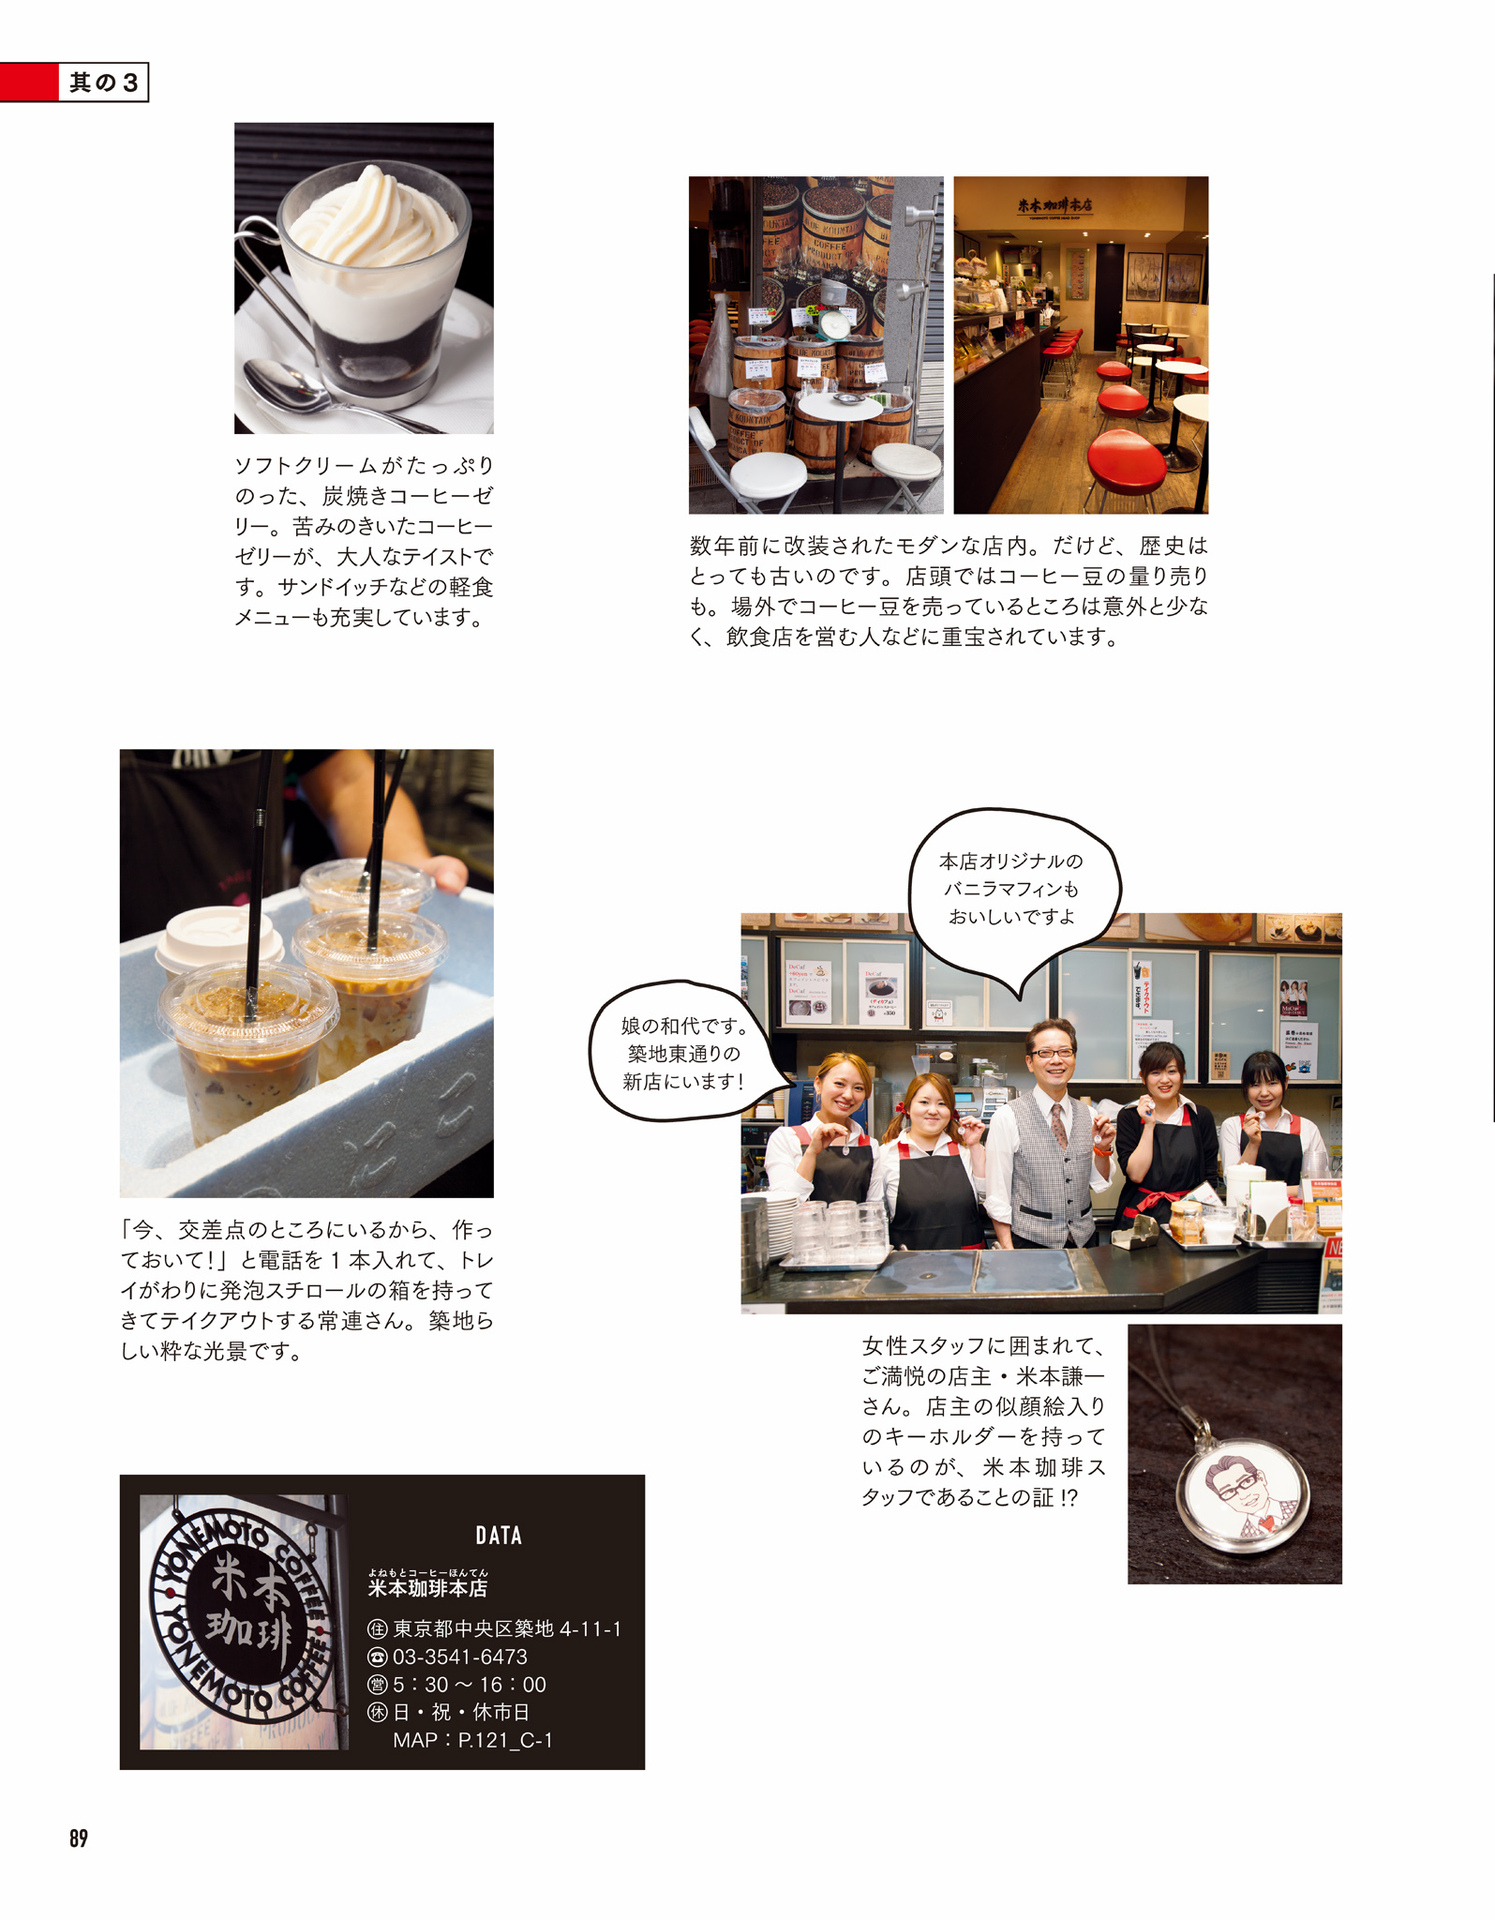 其の3
ソフトクリームがたっぷり
のった、炭焼きコーヒーゼ
リー。苦みのきいたコーヒー
ゼリーが、大人なテイストで
す。サンドイッチなどの軽食
メニューも充実しています。
米本珈琲本店
数年前に改装されたモダンな店内。だけど、歴史は
とっても古いのです。店頭ではコーヒー豆の量り売り
も。場外でコーヒー豆を売っているところは意外と少な
く、飲食店を営む人などに重宝されています。
本店オリジナルの
バニラマフィンも
おいしいですよ
娘の和代です。
築地東通りの
新店にいます！
「今、交差点のところにいるから、作っ
ておいて！」と電話を1本入れて、トレ
イがわりに発泡スチロールの箱を持って
きてテイクアウトする常連さん。築地ら
しい粋な光景です。
女性スタッフに囲まれて、
ご満悦の店主・米本謙一
さん。店主の似顔絵入り
のキーホルダーを持って
いるのが、米本珈琲ス
タッフであることの証!?
YONEMOTO COFFEE
米本
珈琲
YONEMOTO COFFEE
DATA
よねもとコーヒーほんてん
米本珈琲本店
住 東京都中央区築地 4-11-1
☎ 03-3541-6473
営 5：30 〜 16：00
休 日・祝・休市日
MAP：P.121_C-1
89